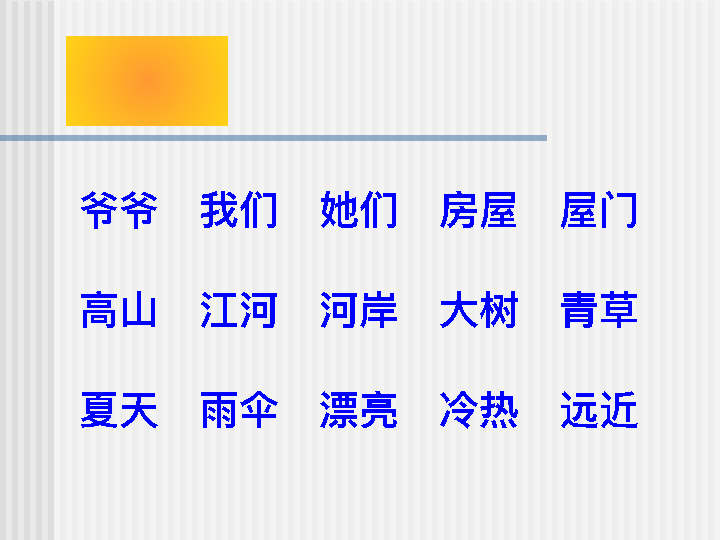 爷爷 我们 她们 房屋 屋门
高山 江河 河岸 大树 青草
夏天 雨伞 漂亮 冷热 远近